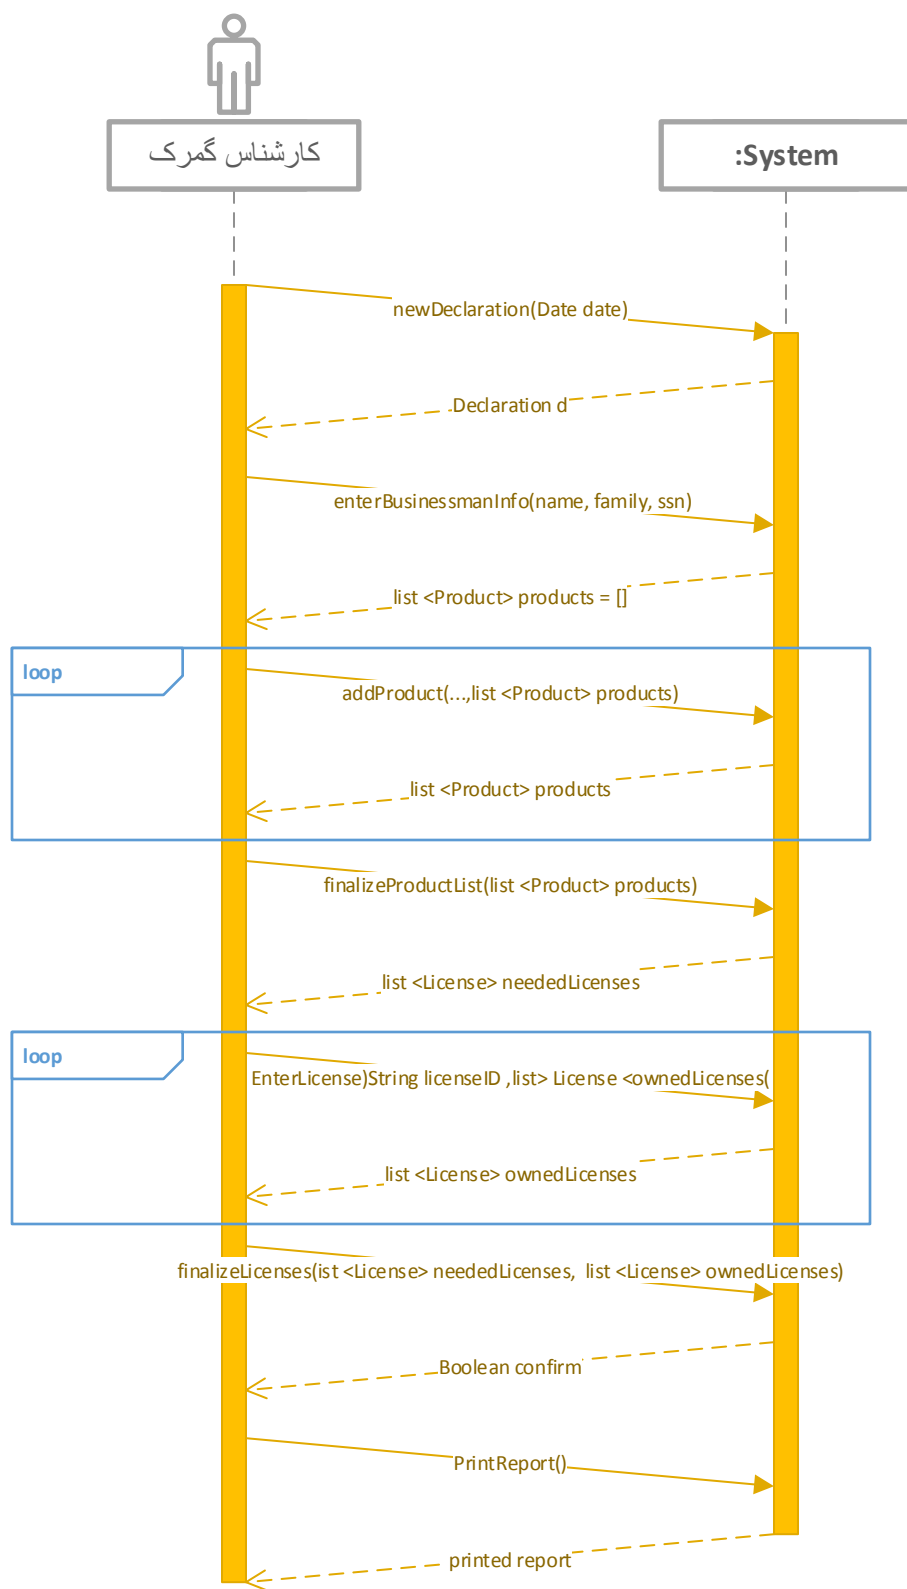 کارشناس گمرک
:System
newDeclaration(Date date)
Declaration d
enterBusinessmanInfo(name, family, ssn)
list <Product> products = []
loop
addProduct(...,list <Product> products)
list <Product> products
finalizeProductList(list <Product> products)
list <License> neededLicenses
loop
EnterLicense)String licenseID ,list> License <ownedLicenses(
list <License> ownedLicenses
finalizeLicenses(ist <License> neededLicenses, list <License> ownedLicenses)
Boolean confirm
PrintReport()
printed report